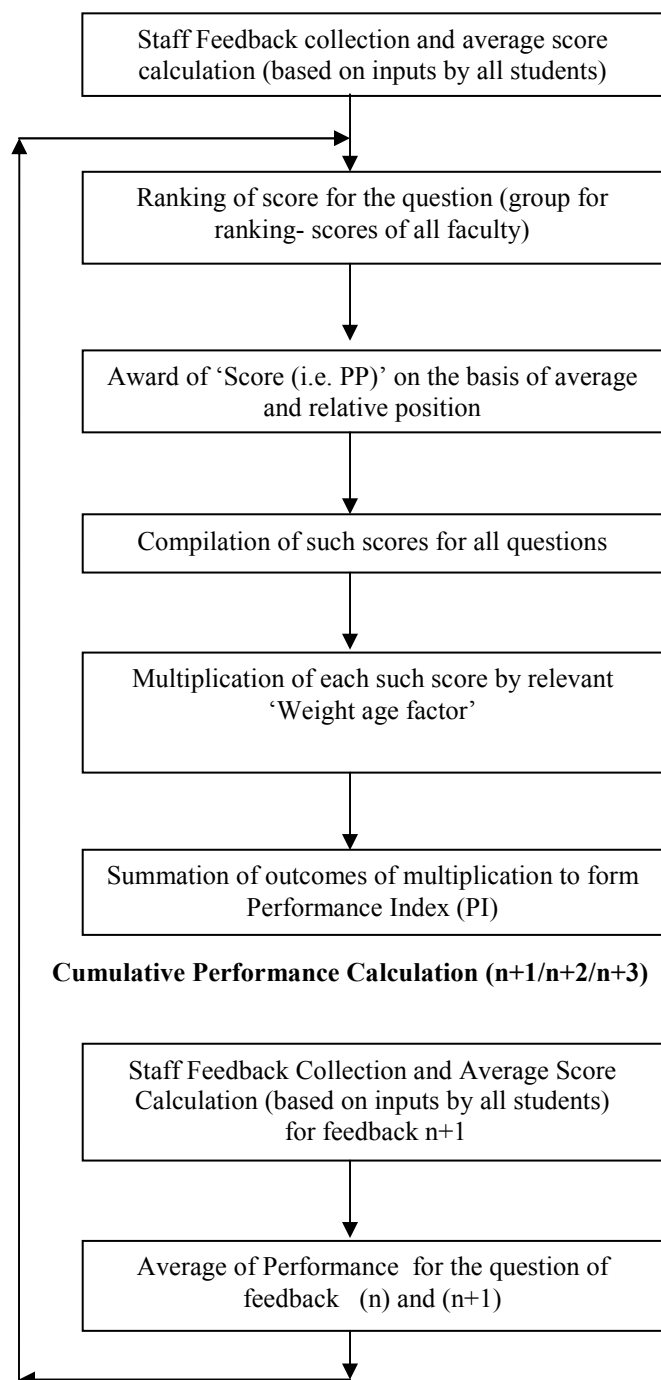 Staff Feedback collection and average score
calculation (based on inputs by all students)
Ranking of score for the question (group for
ranking- scores of all faculty)
Award of ‘Score (i.e. PP)’ on the basis of average
and relative position
Compilation of such scores for all questions
Multiplication of each such score by relevant
‘Weight age factor’
Summation of outcomes of multiplication to form
Performance Index (PI)
Cumulative Performance Calculation (n+1/n+2/n+3)
Staff Feedback Collection and Average Score
Calculation (based on inputs by all students)
for feedback n+1
Average of Performance for the question of
feedback (n) and (n+1)